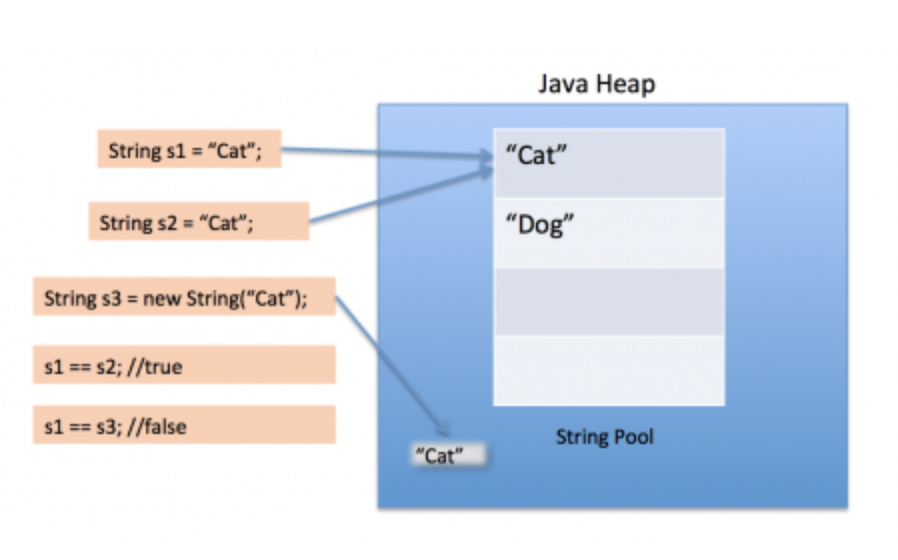 Java Heap
String s1 = “Cat”;
“Cat”
String s2 = “Cat”;
“Dog”
String s3 = new String(“Cat”);
s1 == s2; //true
s1 == s3; //false
String Pool
“Cat”